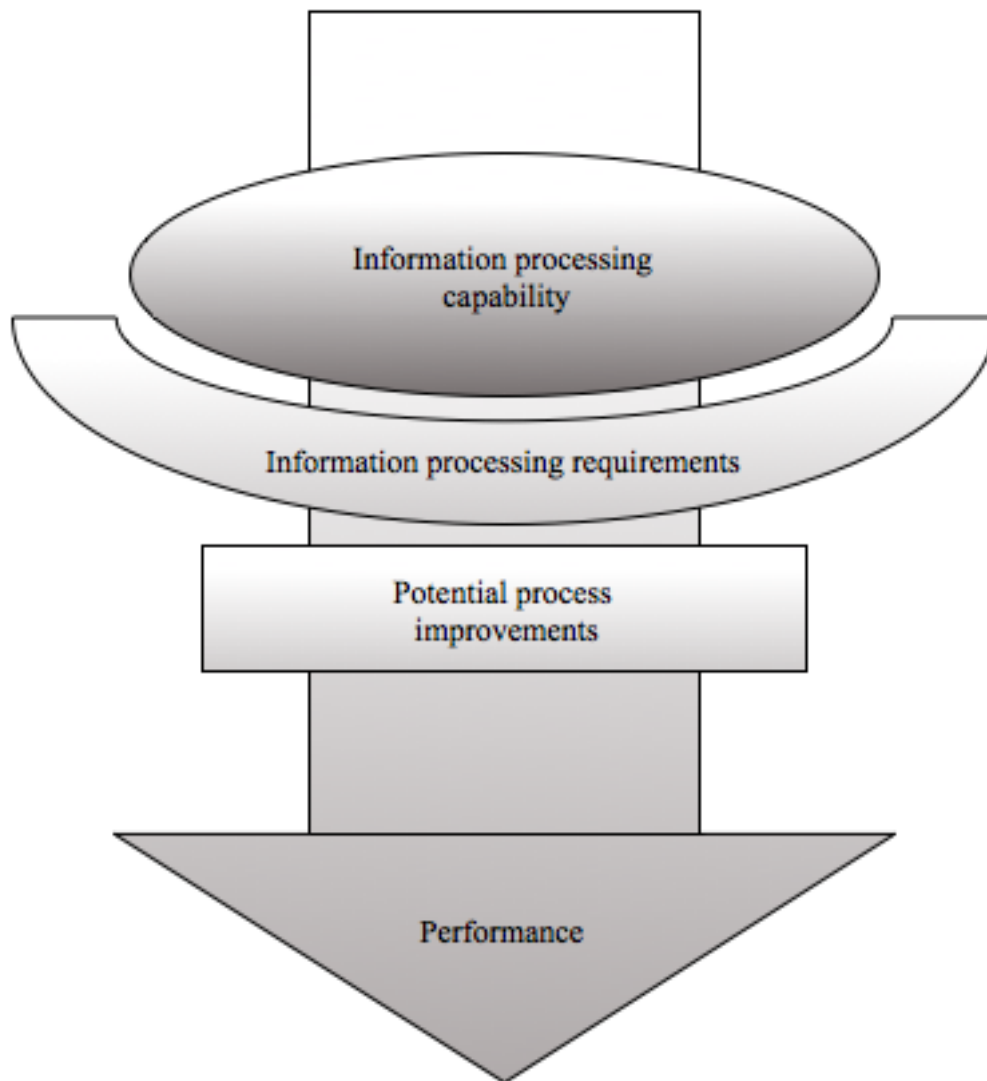 Information processing
capability
Information processing requirements
Potential process
improvements
Performance